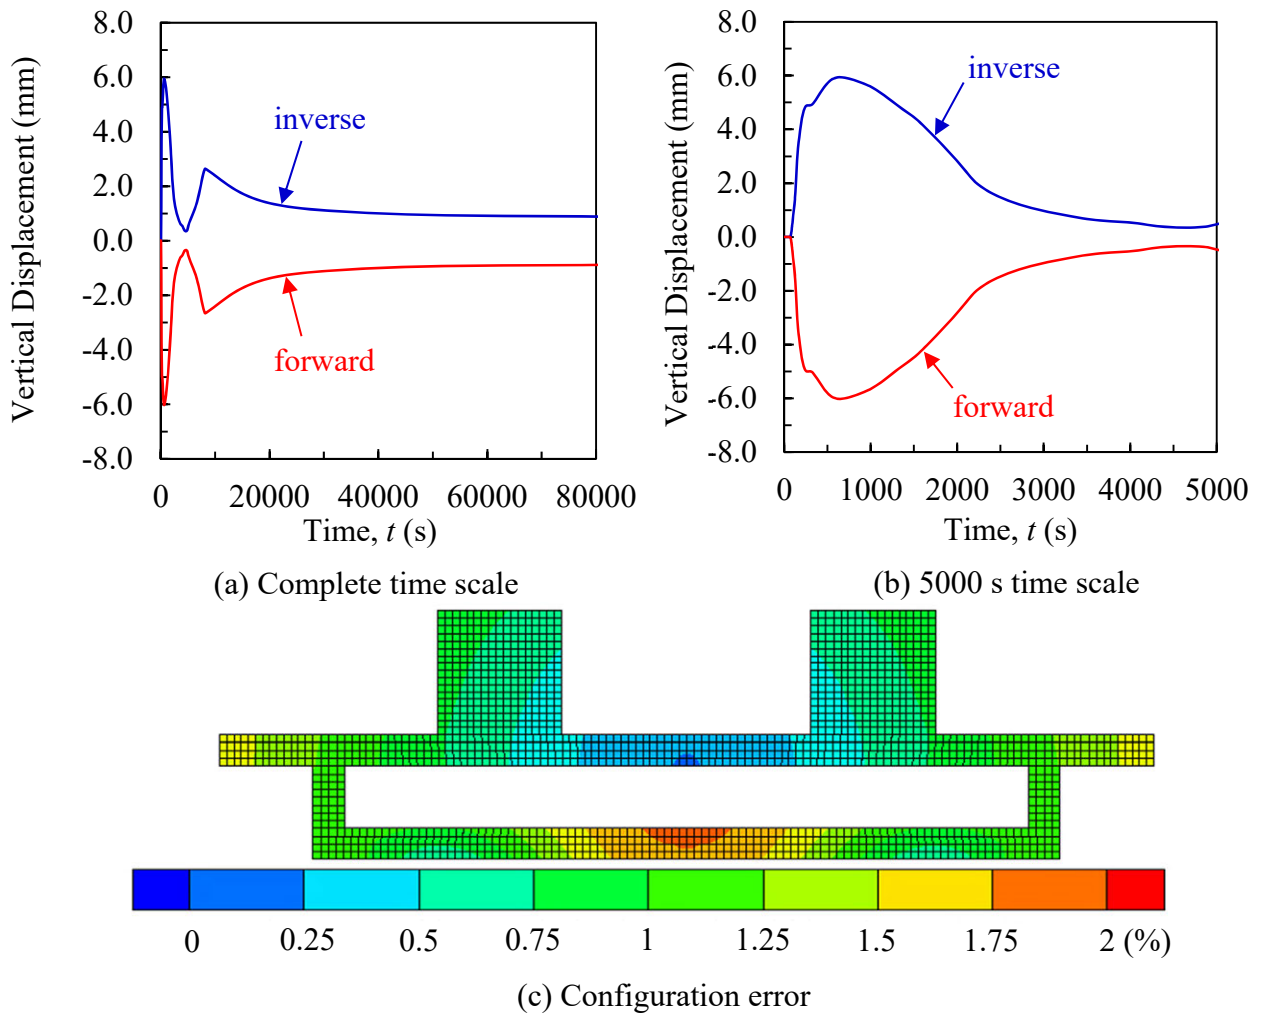 Vertical Displacement (mm)
8.0
6.0
4.0
2.0
0.0
-2.0
-4.0
-6.0
-8.0
inverse
forward
0 20000 40000 60000 80000
Time, t (s)
(a) Complete time scale
Vertical Displacement (mm)
8.0
6.0
4.0
2.0
0.0
-2.0
-4.0
-6.0
-8.0
inverse
forward
0 1000 2000 3000 4000 5000
Time, t (s)
(b) 5000 s time scale
0 0.25 0.5 0.75 1 1.25 1.5 1.75 2 (%)
(c) Configuration error